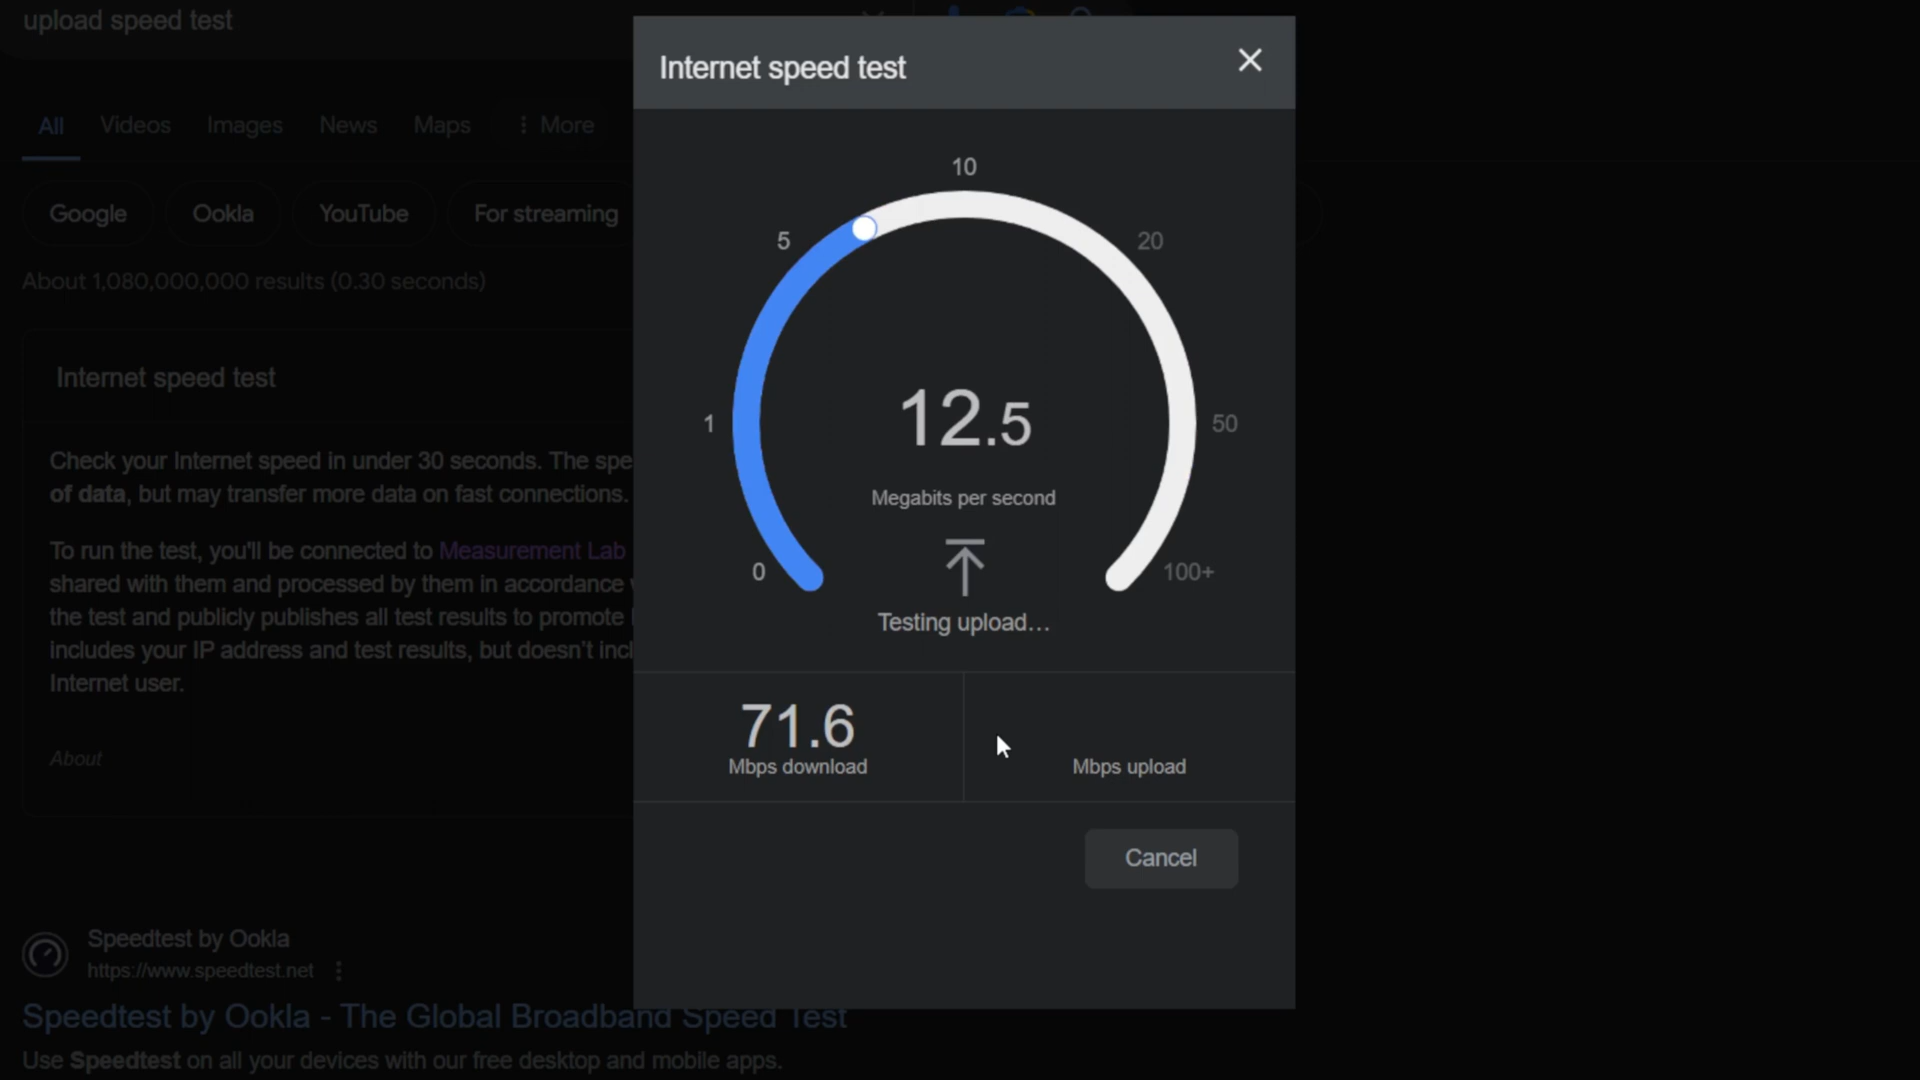 upload speed test
Internet speed test
All
Videos
Images
News
Maps
More
Google
Ookla
YouTube
For streaming
About 1,080,000,000 results (0.30 seconds)
Internet speed test
Check your Internet speed in under 30 seconds. The
of data, but may transfer more data on fast connections.
To run the test, you'll be connected to Measurement Lab
shared with them and processed by them in accordance
the test and publicly publishes all test results to promote
includes your IP address and test results, but doesn't
Internet user.
About
0
1
5
10
20
50
100+
12.5
Megabits per second
Testing upload...
71.6
Mbps download
Mbps upload
Cancel
Speedtest by Ookla
https://www.speedtest.net
Speedtest by Ookla - The Global Broadband Speed Test
Use Speedtest on all your devices with our free desktop and mobile apps.